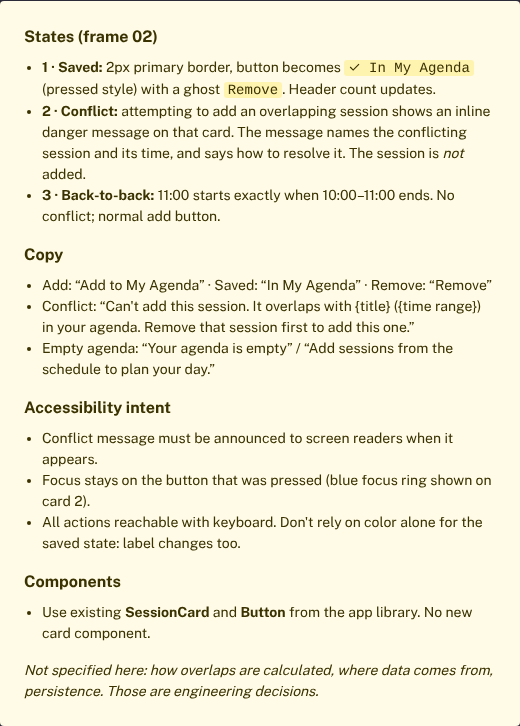 States (frame 02)
• 1 · Saved: 2px primary border, button becomes ✓ In My Agenda
(pressed style) with a ghost Remove. Header count updates.
• 2 · Conflict: attempting to add an overlapping session shows an inline
danger message on that card. The message names the conflicting
session and its time, and says how to resolve it. The session is not
added.
• 3 · Back-to-back: 11:00 starts exactly when 10:00–11:00 ends. No
conflict; normal add button.
Copy
• Add: “Add to My Agenda” · Saved: “In My Agenda” · Remove: “Remove”
• Conflict: “Can't add this session. It overlaps with {title} ({time range})
in your agenda. Remove that session first to add this one.”
• Empty agenda: “Your agenda is empty” / “Add sessions from the
schedule to plan your day.”
Accessibility intent
• Conflict message must be announced to screen readers when it
appears.
• Focus stays on the button that was pressed (blue focus ring shown on
card 2).
• All actions reachable with keyboard. Don't rely on color alone for the
saved state: label changes too.
Components
• Use existing SessionCard and Button from the app library. No new
card component.
Not specified here: how overlaps are calculated, where data comes from,
persistence. Those are engineering decisions.